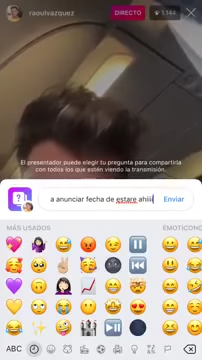 raoulvazquez
DIRECTO
1.144
El presentador puede elegir tu pregunta para compartirla
con todos los que estén viendo la transmisión.
a anunciar fecha de estare ahiiii
Enviar
MÁS USADOS
EMOTICONO
ABC